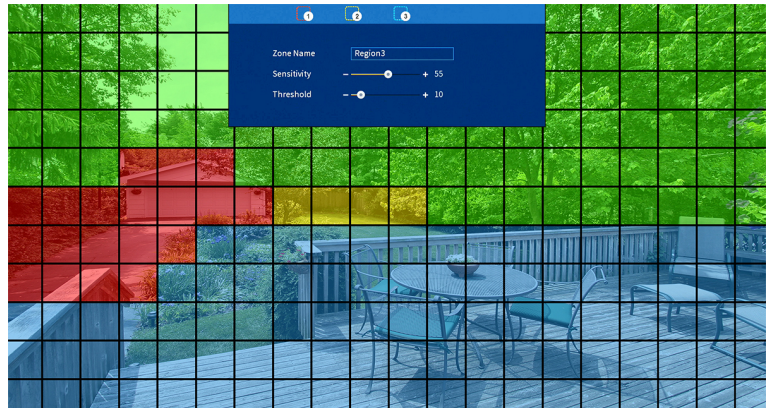 1 2 3
Zone Name Region3
Sensitivity - + 55
Threshold - + 10